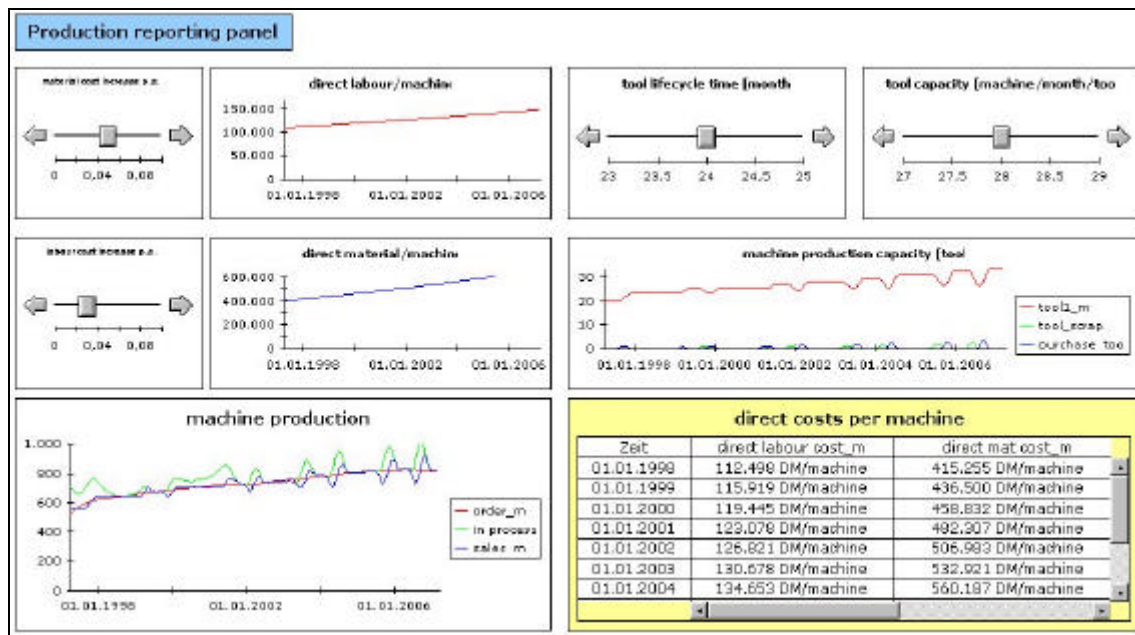 Production reporting panel
material cost increase p.a.
0 0,04 0,08
direct labour/machine
150.000
100.000
50.000
0
01.01.1998 01.01.2002 01.01.2006
tool lifecycle time [month
23 23.5 24 24.5 25
tool capacity [machine/month/too
27 27.5 28 28.5 29
labour cost increase p.a.
0 0,04 0,08
direct material/machine
600.000
400.000
200.000
0
01.01.1998 01.01.2002 01.01.2006
machine production capacity [tool
30
20
10
0
01.01.1998 01.01.2000 01.01.2002 01.01.2004 01.01.2006
tool1_m
tool_scrap
purchase_too
machine production
1.000
800
600
400
200
0
01.01.1998 01.01.2002 01.01.2006
order_m
in process
sales_m
direct costs per machine
Zeit direct labour cost_m direct mat cost_m
01.01.1998 112.498 DM/machine 415.255 DM/machine
01.01.1999 115.919 DM/machine 436.500 DM/machine
01.01.2000 119.445 DM/machine 458.832 DM/machine
01.01.2001 123.078 DM/machine 482.307 DM/machine
01.01.2002 126.821 DM/machine 506.983 DM/machine
01.01.2003 130.678 DM/machine 532.921 DM/machine
01.01.2004 134.653 DM/machine 560.187 DM/machine